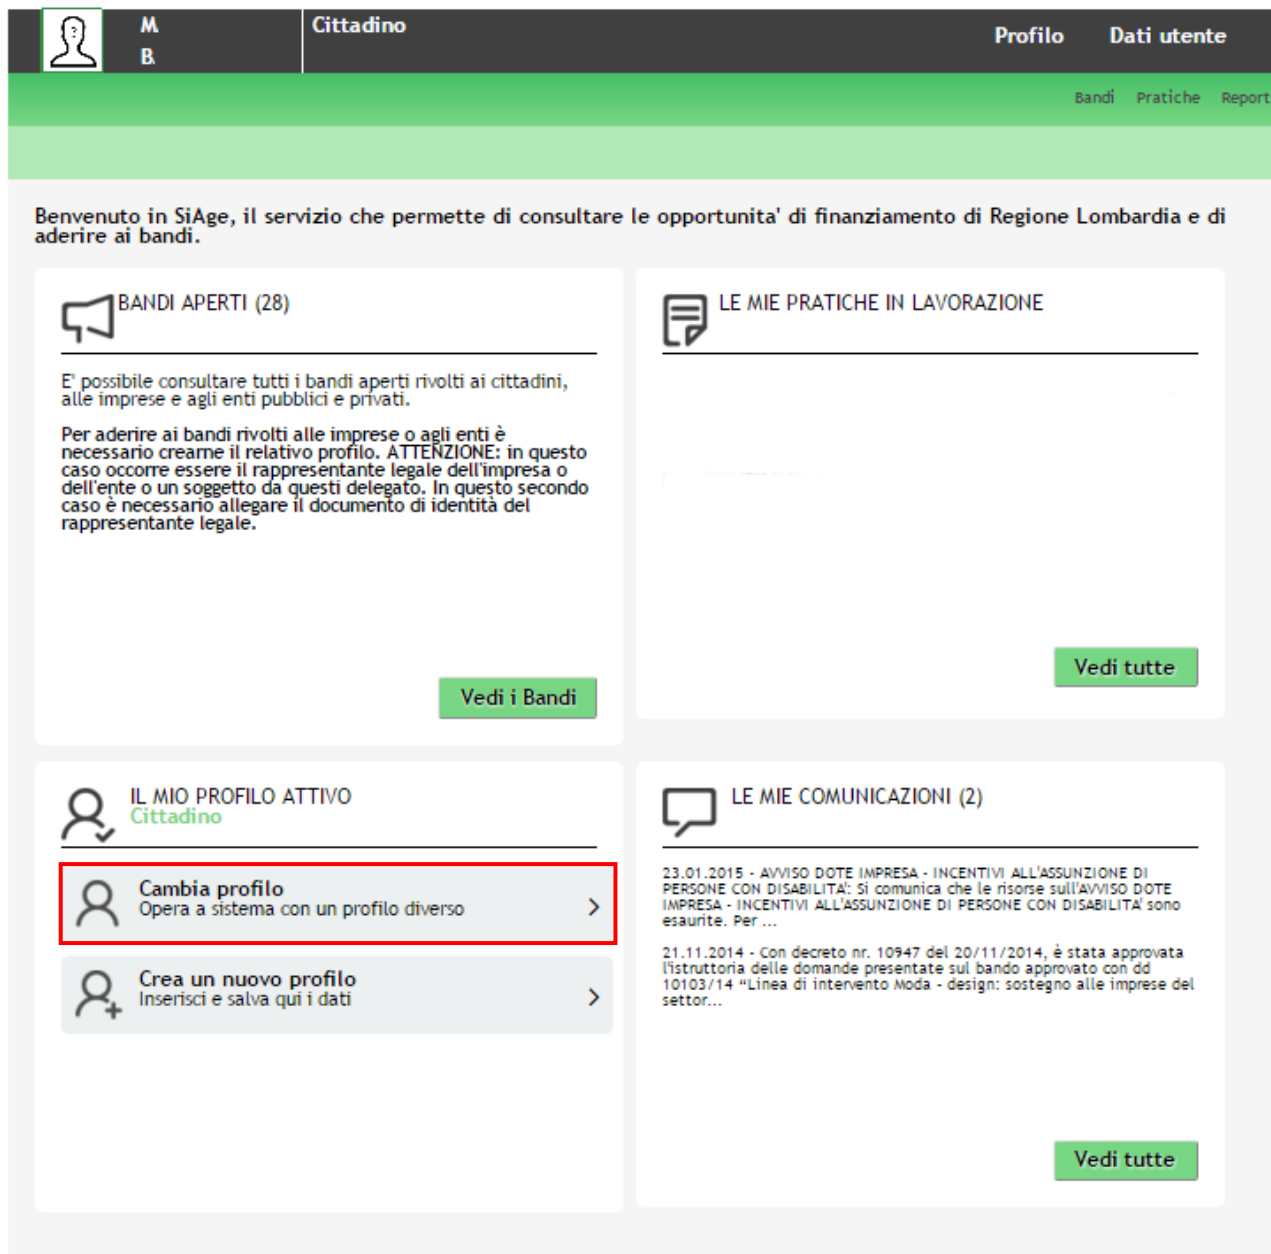 M
B.
Cittadino
Profilo
Dati utente
Bandi
Pratiche
Report
Benvenuto in SiAge, il servizio che permette di consultare le opportunita' di finanziamento di Regione Lombardia e di
aderire ai bandi.
BANDI APERTI (28)
E' possibile consultare tutti i bandi aperti rivolti ai cittadini,
alle imprese e agli enti pubblici e privati.
Per aderire ai bandi rivolti alle imprese o agli enti è
necessario crearne il relativo profilo. ATTENZIONE: in questo
caso occorre essere il rappresentante legale dell'impresa o
dell'ente o un soggetto da questi delegato. In questo secondo
caso è necessario allegare il documento di identità del
rappresentante legale.
Vedi i Bandi
LE MIE PRATICHE IN LAVORAZIONE
Vedi tutte
IL MIO PROFILO ATTIVO
Cittadino
Cambia profilo
Opera a sistema con un profilo diverso
Crea un nuovo profilo
Inserisci e salva qui i dati
LE MIE COMUNICAZIONI (2)
23.01.2015 - AVVISO DOTE IMPRESA - INCENTIVI ALL'ASSUNZIONE DI
PERSONE CON DISABILITA': Si comunica che le risorse sull'AVVISO DOTE
IMPRESA - INCENTIVI ALL'ASSUNZIONE DI PERSONE CON DISABILITA' sono
esaurite. Per ...
21.11.2014 - Con decreto nr. 10947 del 20/11/2014, è stata approvata
l'istruttoria delle domande presentate sul bando approvato con dd
10103/14 “Linea di intervento Moda - design: sostegno alle imprese del
settor...
Vedi tutte